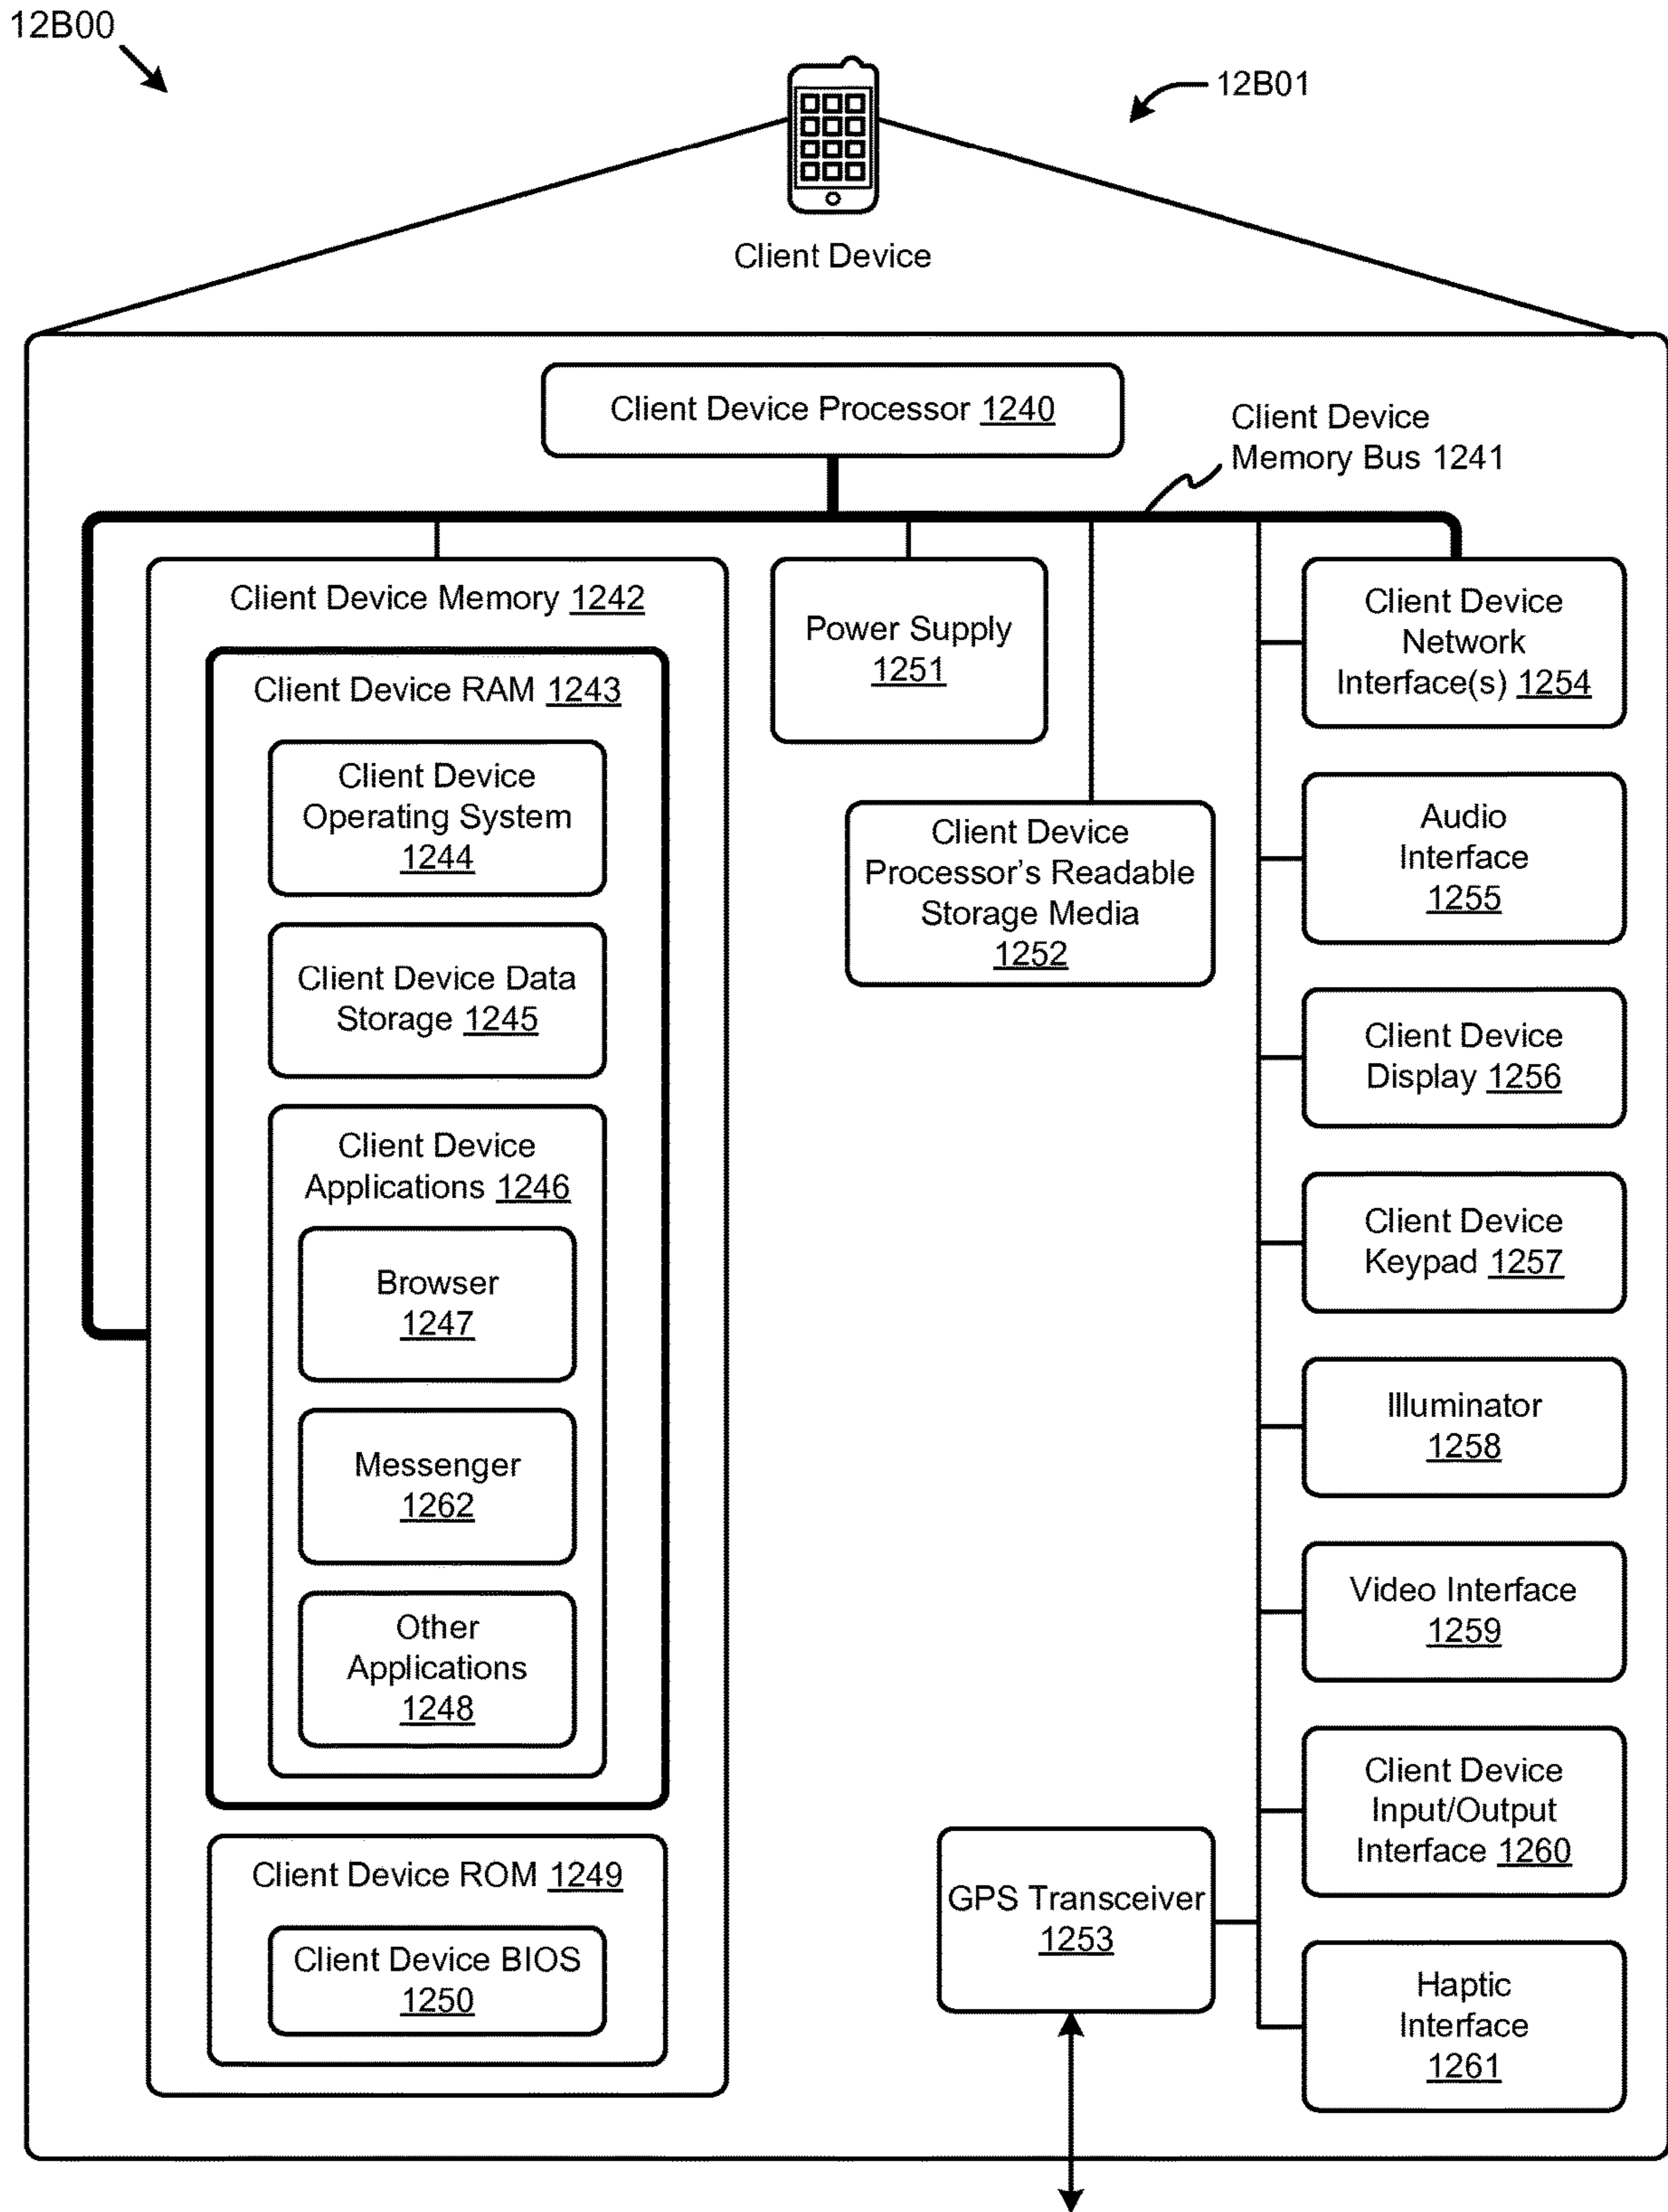 12B00
12B01
Client Device
Client Device Processor 1240
Client Device
Memory Bus 1241
Client Device Memory 1242
Client Device RAM 1243
Client Device
Operating System
1244
Client Device Data
Storage 1245
Client Device
Applications 1246
Browser
1247
Messenger
1262
Other
Applications
1248
Client Device ROM 1249
Client Device BIOS
1250
Power Supply
1251
Client Device
Processor’s Readable
Storage Media
1252
GPS Transceiver
1253
Client Device
Network
Interface(s) 1254
Audio
Interface
1255
Client Device
Display 1256
Client Device
Keypad 1257
Illuminator
1258
Video Interface
1259
Client Device
Input/Output
Interface 1260
Haptic
Interface
1261